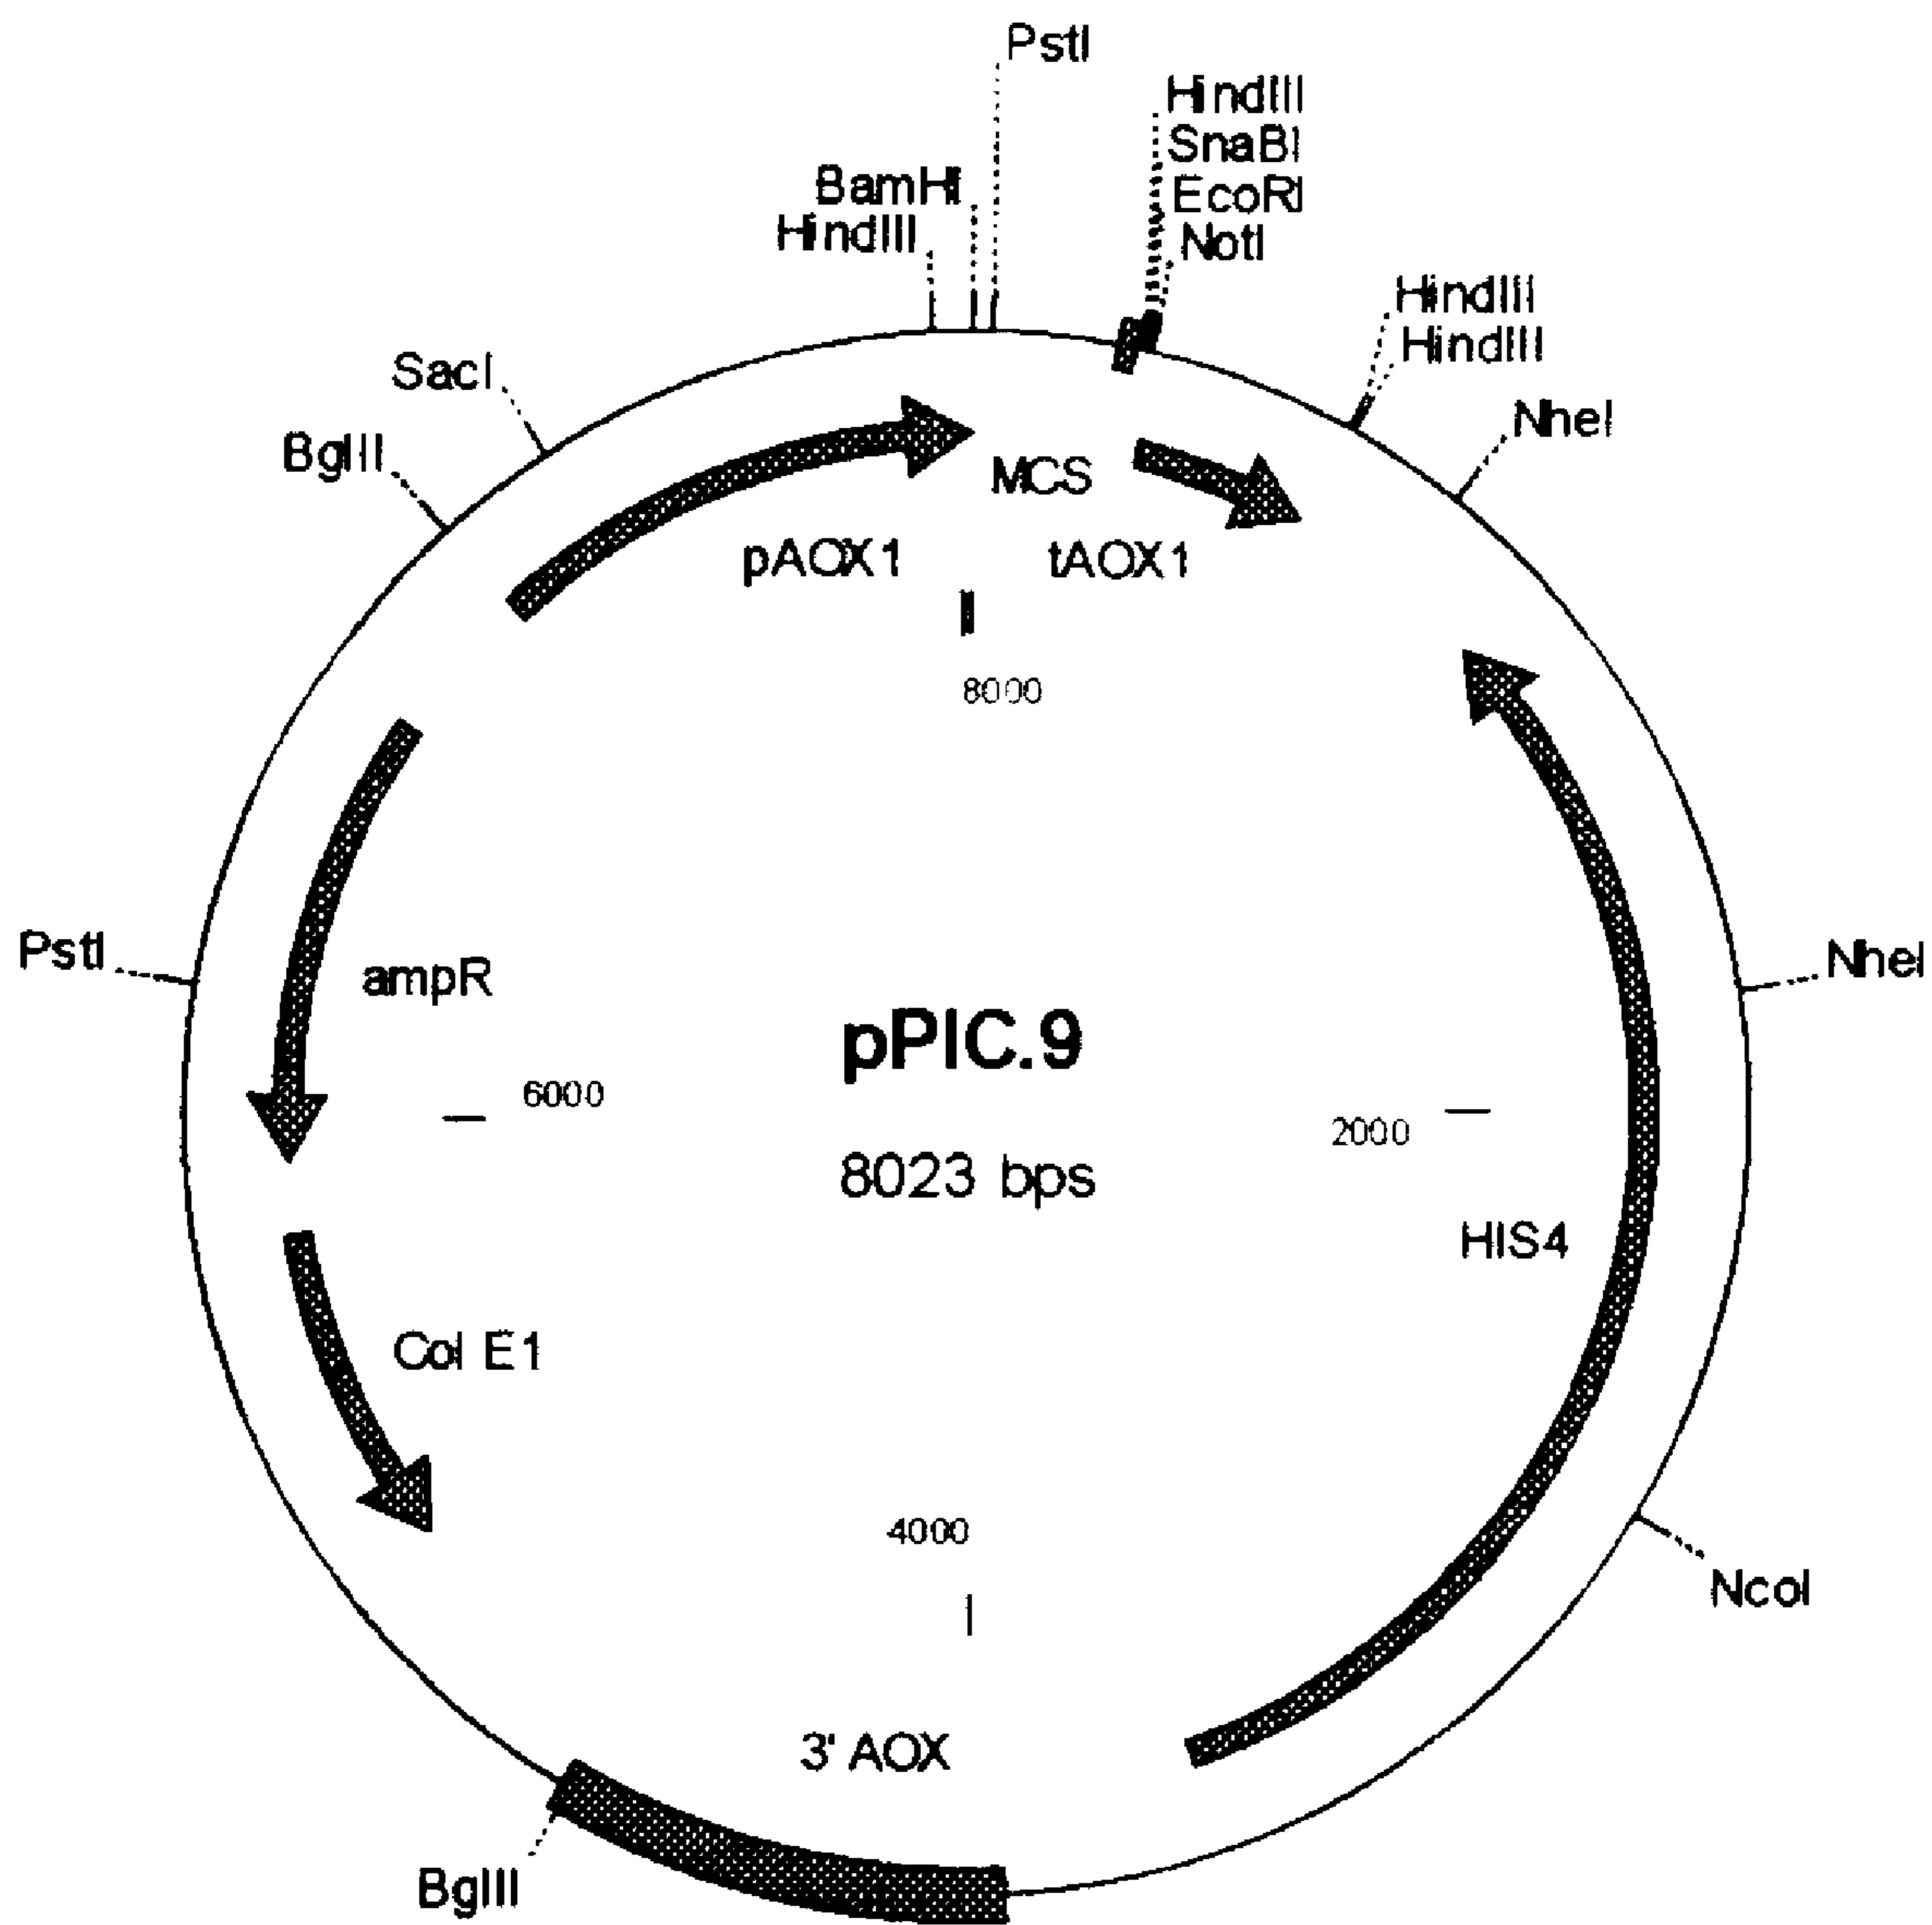 PstI
HindIII
SnaBI
EcoRI
NotI
BamHI
HindIII
HindIII
HindIII
SacI
NheI
BglII
MCS
pAOX1
tAOX1
8000
PstI
ampR
NheI
pPIC.9
6000
2000
8023 bps
HIS4
Col E1
4000
NcoI
3' AOX
BglII